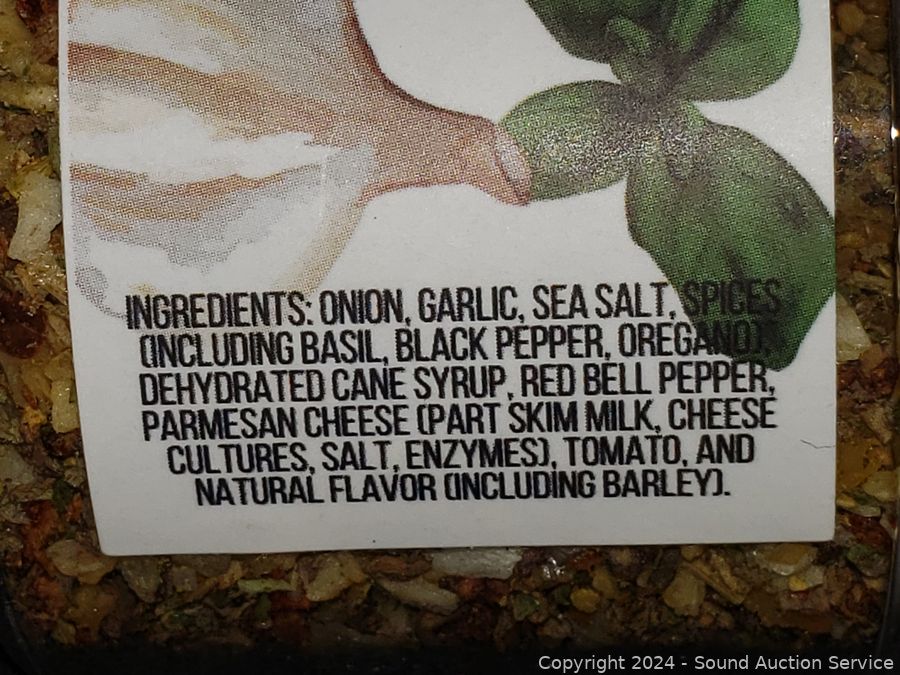 INGREDIENTS: ONION, GARLIC, SEA SALT, SPICES
(INCLUDING BASIL, BLACK PEPPER, OREGANO),
DEHYDRATED CANE SYRUP, RED BELL PEPPER,
PARMESAN CHEESE (PART SKIM MILK, CHEESE
CULTURES, SALT, ENZYMES), TOMATO, AND
NATURAL FLAVOR (INCLUDING BARLEY).
Copyright 2024 - Sound Auction Service